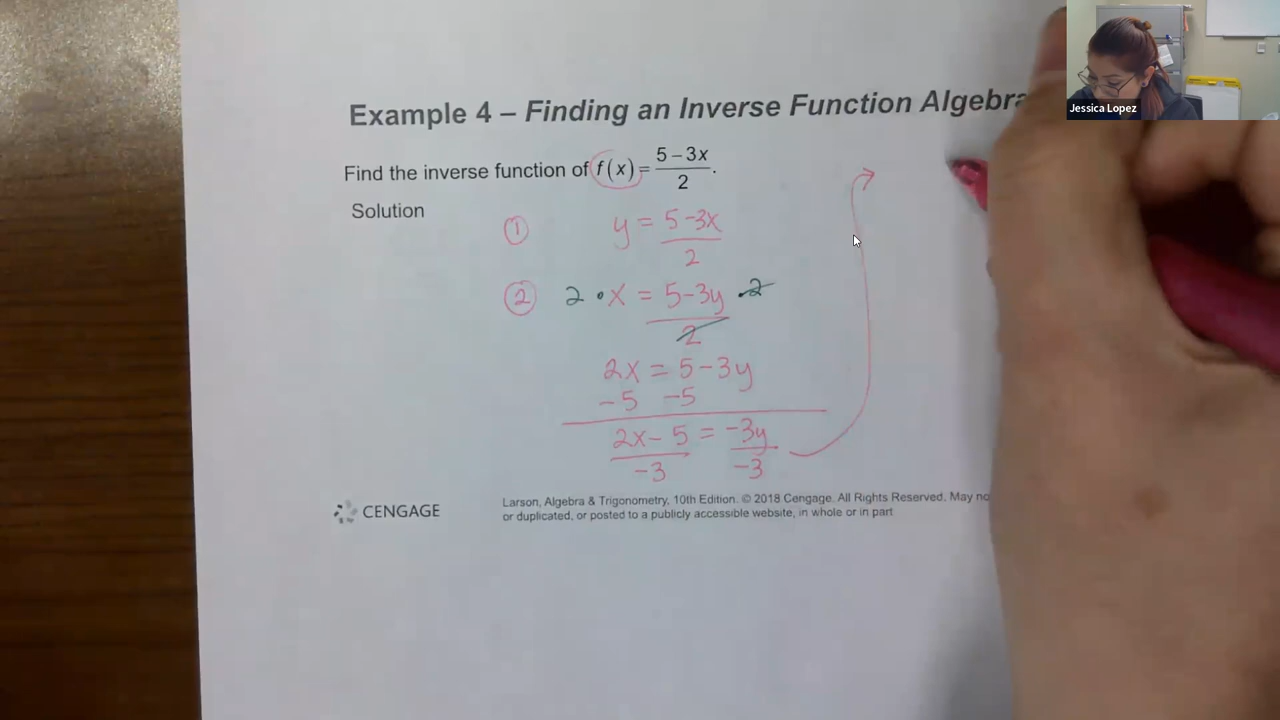 Jessica Lopez
Example 4 – Finding an Inverse Function Algebra
Find the inverse function of f(x) = 5 – 3x / 2.
Solution
① y = 5 - 3x / 2
② 2 • x = 5 - 3y / 2 • 2
2x = 5 - 3y
-5 -5
2x - 5 / -3 = -3y / -3
CENGAGE
Larson, Algebra & Trigonometry, 10th Edition. © 2018 Cengage. All Rights Reserved. May no
or duplicated, or posted to a publicly accessible website, in whole or in part